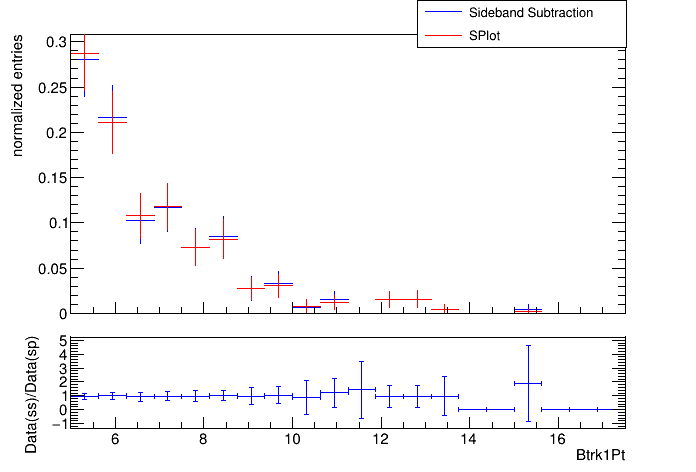 Sideband Subtraction
SPlot
normalized entries
0.3
0.25
0.2
0.15
0.1
0.05
0
Data(ss)/Data(sp)
5
4
3
2
1
0
−1
6 8 10 12 14 16
Btrk1Pt